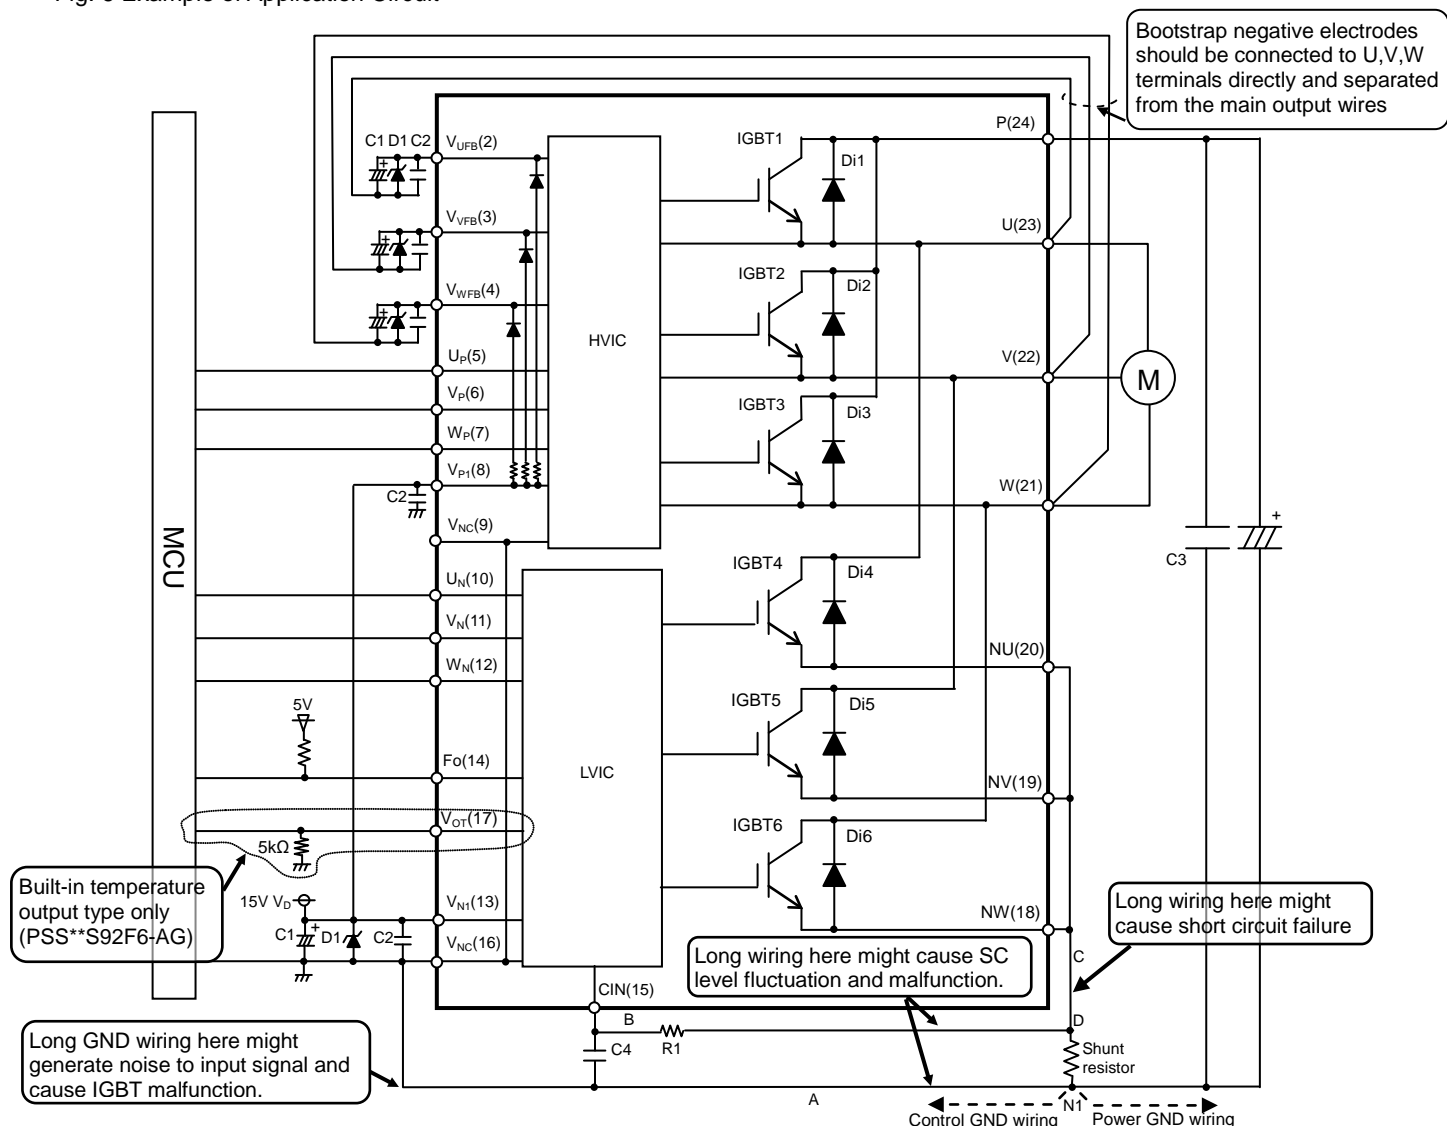 Bootstrap negative electrodes
should be connected to U,V,W
terminals directly and separated
from the main output wires
P(24)
IGBT1
C1 D1 C2
VUFB(2)
Di1
+
VVFB(3)
U(23)
+
IGBT2
Di2
VWFB(4)
+
HVIC
UP(5)
V(22)
M
VP(6)
IGBT3
Di3
WP(7)
VP1(8)
C2
W(21)
MCU
VNC(9)
+
C3
IGBT4
Di4
UN(10)
VN(11)
NU(20)
WN(12)
5V
IGBT5
Di5
Fo(14)
LVIC
NV(19)
VOT(17)
5kΩ
IGBT6
Di6
Built-in temperature
output type only
(PSS**S92F6-AG)
15V VD
VN1(13)
C1
+
D1
C2
VNC(16)
NW(18)
Long wiring here might
cause short circuit failure
Long wiring here might cause SC
level fluctuation and malfunction.
C
CIN(15)
B
D
Long GND wiring here might
generate noise to input signal and
cause IGBT malfunction.
C4
R1
Shunt
resistor
A
N1
Control GND wiring
Power GND wiring